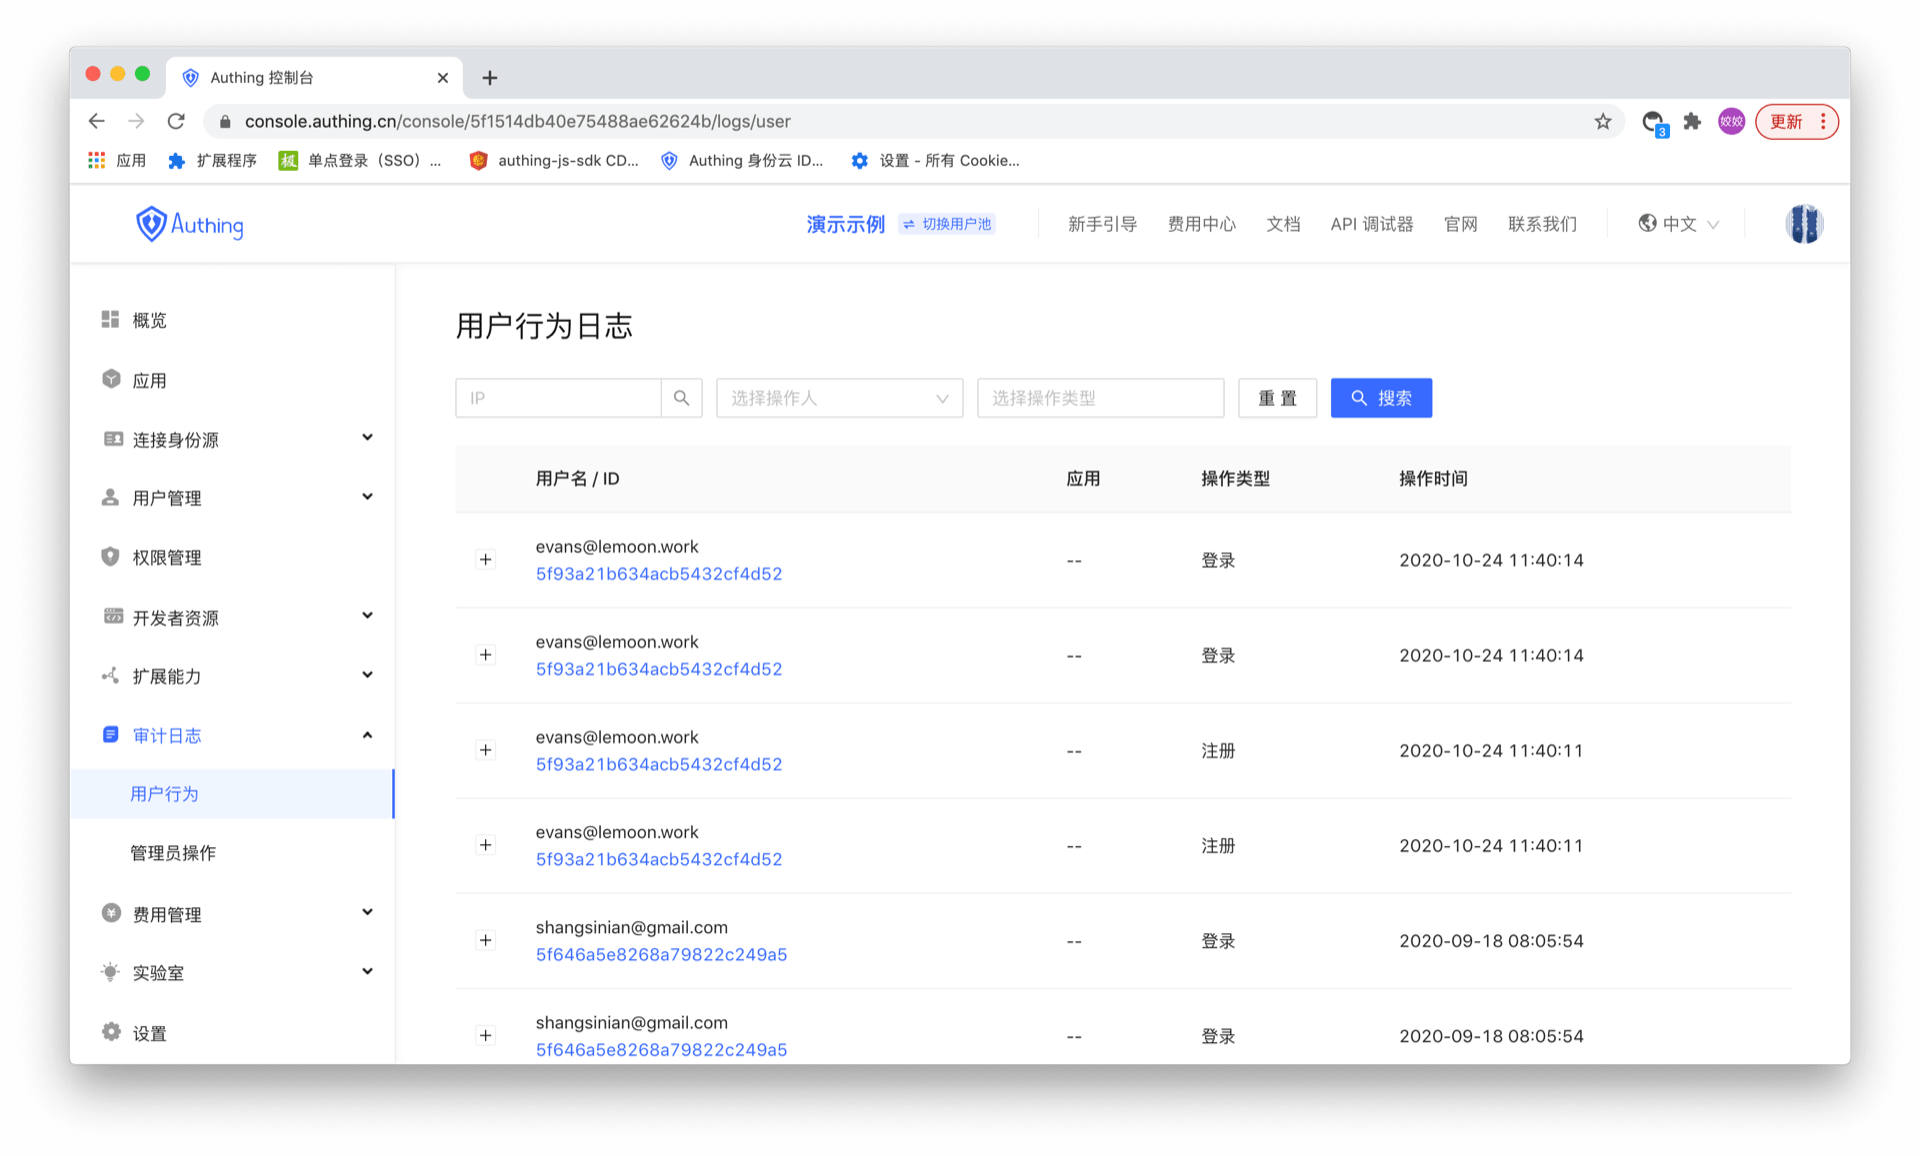 Authing 控制台
console.authing.cn/console/5f1514db40e75488ae62624b/logs/user
3
姣姣
更新
应用
扩展程序
极
单点登录（SSO）...
authing-js-sdk CD...
Authing 身份云 ID...
设置 - 所有 Cookie...
Authing
演示示例
切换用户池
新手引导
费用中心
文档
API 调试器
官网
联系我们
中文
概览
应用
连接身份源
用户管理
权限管理
开发者资源
扩展能力
审计日志
用户行为
管理员操作
费用管理
实验室
设置
用户行为日志
IP
选择操作人
选择操作类型
重 置
搜索
用户名 / ID 应用 操作类型 操作时间
evans@lemoon.work
5f93a21b634acb5432cf4d52
-- 登录 2020-10-24 11:40:14
evans@lemoon.work
5f93a21b634acb5432cf4d52
-- 登录 2020-10-24 11:40:14
evans@lemoon.work
5f93a21b634acb5432cf4d52
-- 注册 2020-10-24 11:40:11
evans@lemoon.work
5f93a21b634acb5432cf4d52
-- 注册 2020-10-24 11:40:11
shangsinian@gmail.com
5f646a5e8268a79822c249a5
-- 登录 2020-09-18 08:05:54
shangsinian@gmail.com
5f646a5e8268a79822c249a5
-- 登录 2020-09-18 08:05:54